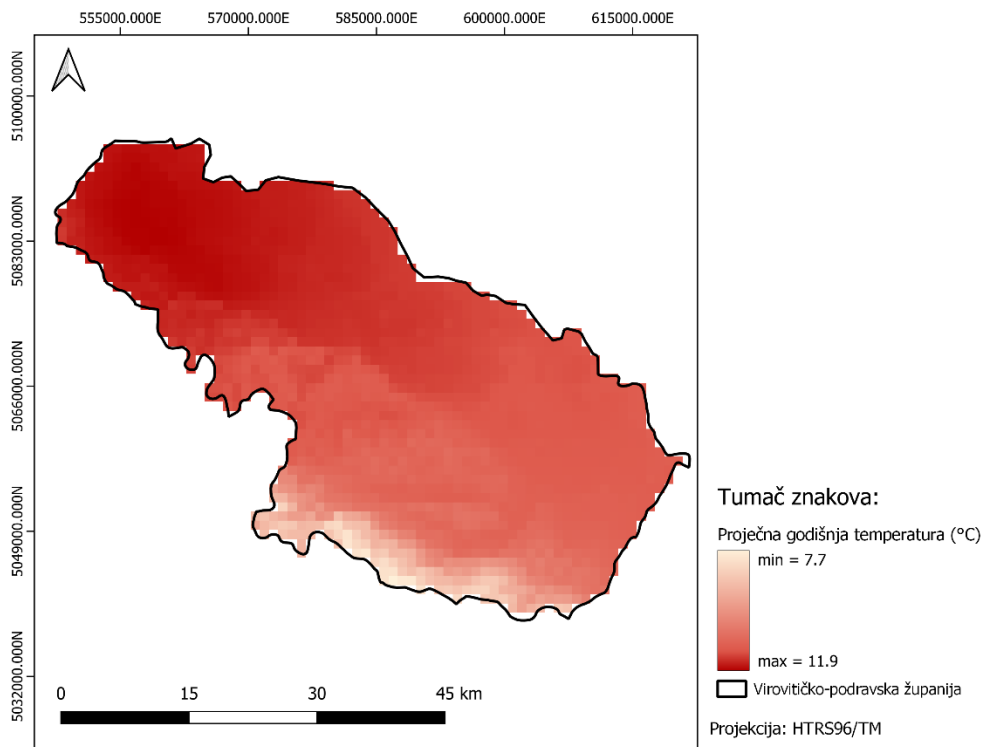 555000.000E 570000.000E 585000.000E 600000.000E 615000.000E
5100000.000N
5083000.000N
5066000.000N
5049000.000N
5032000.000N
0 15 30 45 km
Tumač znakova:
Proječna godišnja temperatura (°C)
min = 7.7
max = 11.9
Virovitičko-podravska županija
Projekcija: HTRS96/TM